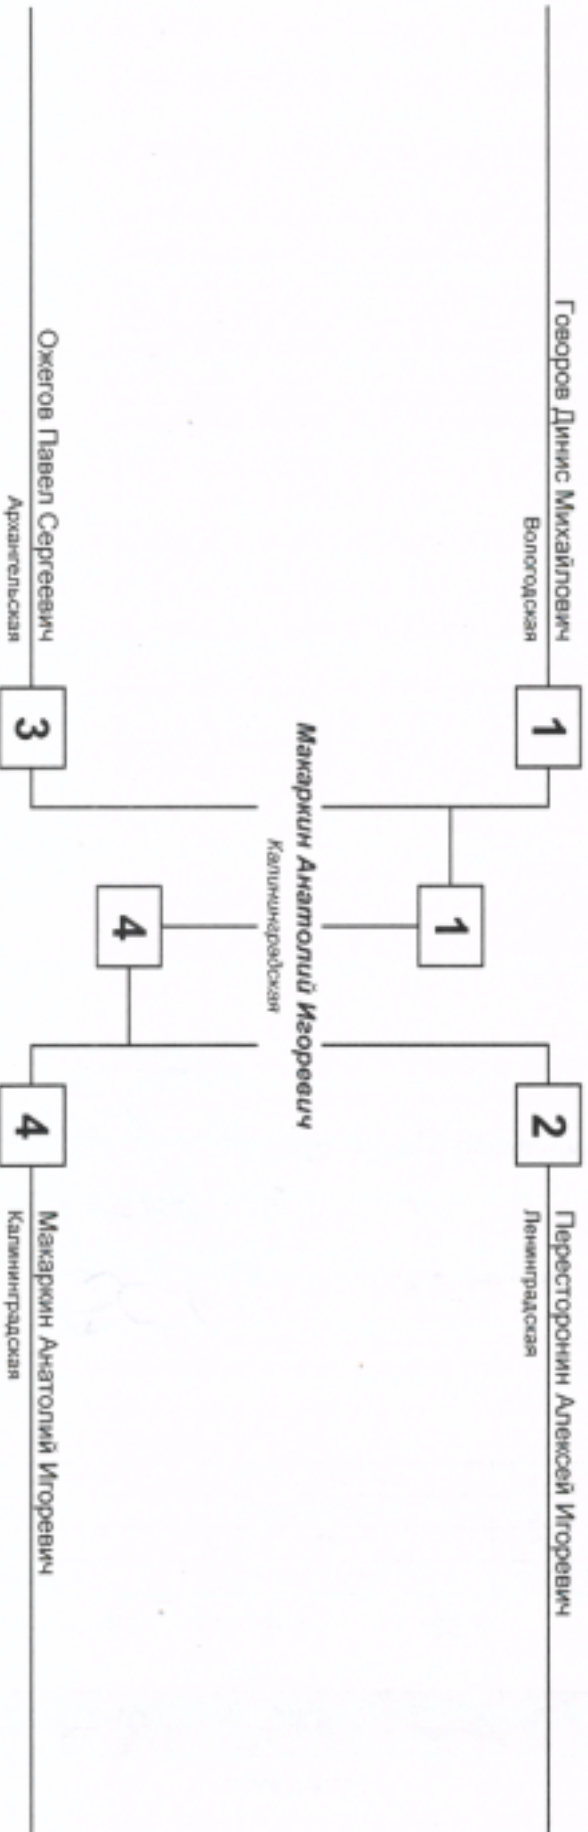 Говоров Динис Михайлович
Вологодская
1
2
Пересторонин Алексей Игоревич
Ленинградская
1
Макаркин Анатолий Игоревич
Калининградская
4
Ожегов Павел Сергеевич
Архангельская
3
4
Макаркин Анатолий Игоревич
Калининградская